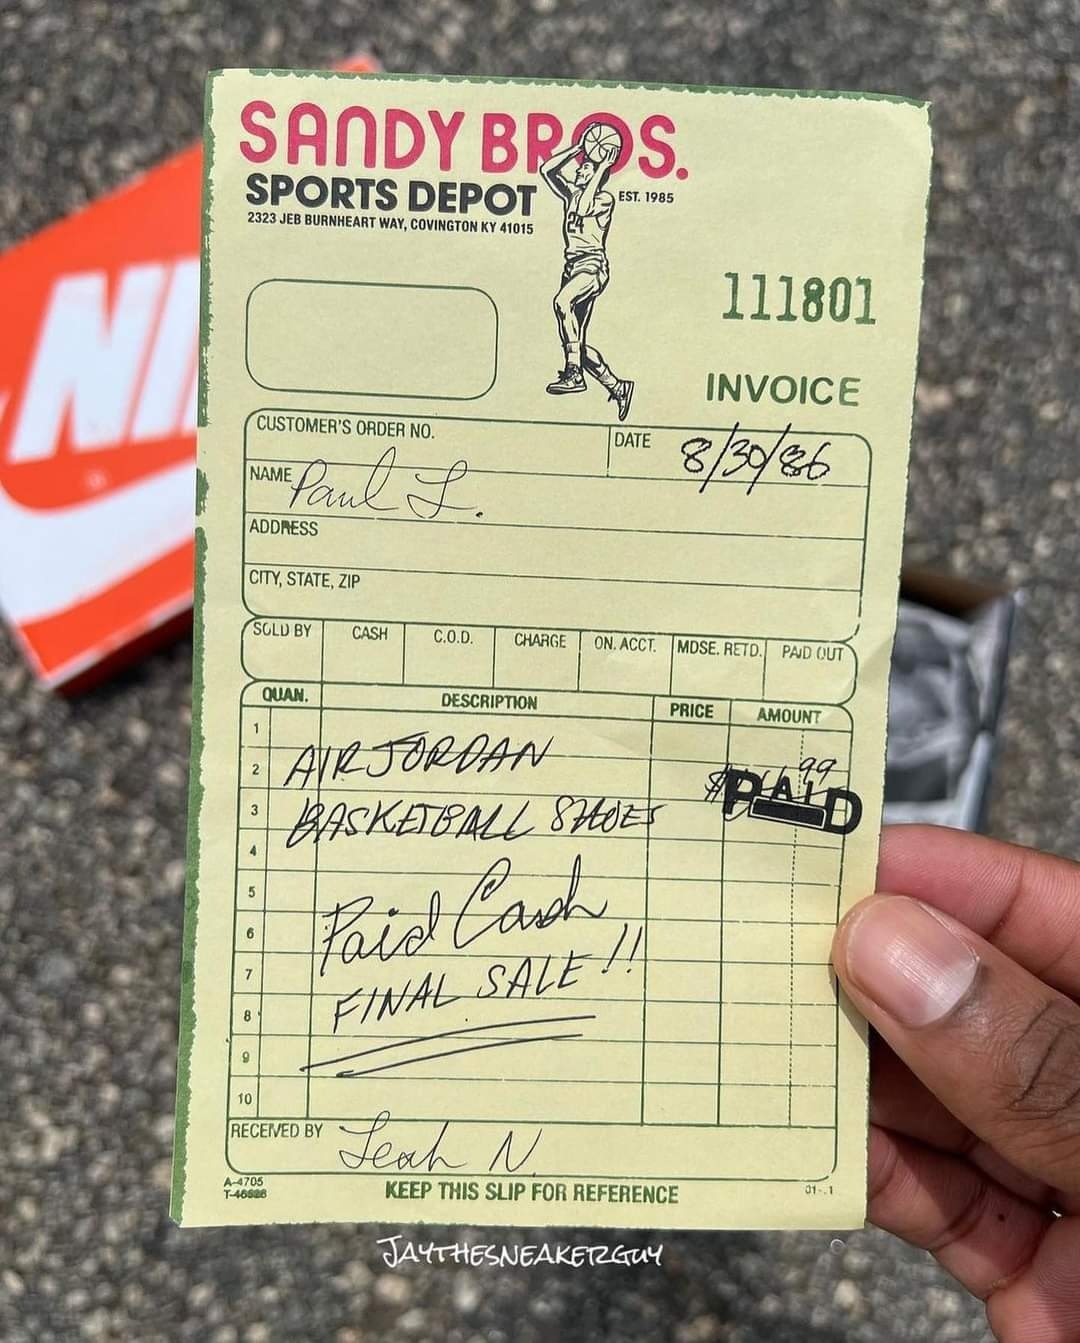 SANDY BROS.
SPORTS DEPOT
EST. 1985
2323 JEB BURNHEART WAY, COVINGTON KY 41015
24
NI
111801
INVOICE
CUSTOMER'S ORDER NO.
DATE 8/30/86
NAME Paul L.
ADDRESS
CITY, STATE, ZIP
SOLD BY CASH C.O.D. CHARGE ON. ACCT. MDSE. RETD. PAID OUT
QUAN. DESCRIPTION PRICE AMOUNT
1
2 AIR JORDAN $ 99
PAID
3 BASKETBALL SHOES
4
5
6 Paid Cash
7
8 FINAL SALE!!
9
10
RECEIVED BY Leah N.
A-4705
KEEP THIS SLIP FOR REFERENCE
JAYTHESNEAKERGUY